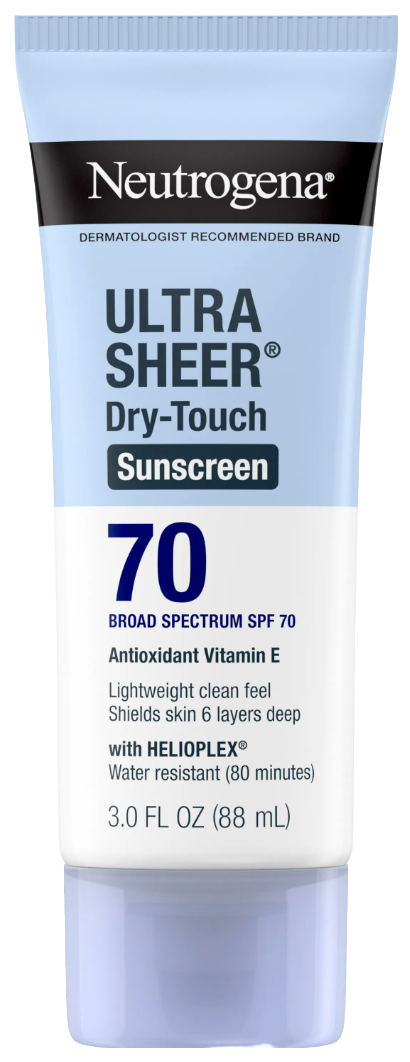 Neutrogena®
DERMATOLOGIST RECOMMENDED BRAND
ULTRA
SHEER®
Dry-Touch
Sunscreen
70
BROAD SPECTRUM SPF 70
Antioxidant Vitamin E
Lightweight clean feel
Shields skin 6 layers deep
with HELIOPLEX®
Water resistant (80 minutes)
3.0 FL OZ (88 mL)